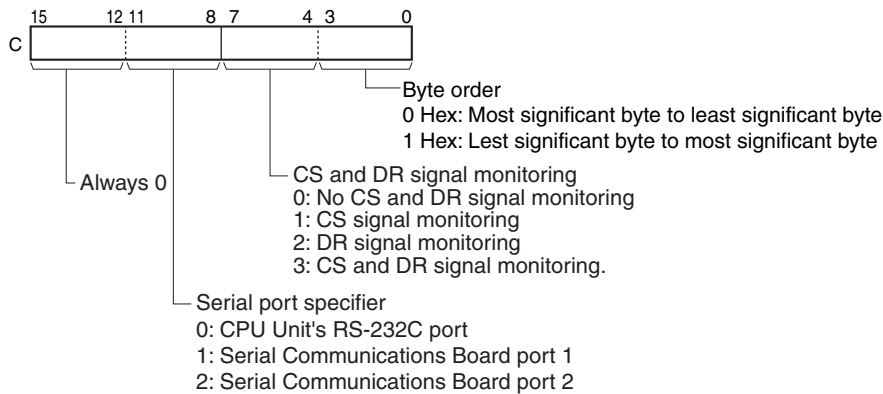 15 12 11 8 7 4 3 0
C
Byte order
0 Hex: Most significant byte to least significant byte
1 Hex: Lest significant byte to most significant byte
Always 0
CS and DR signal monitoring
0: No CS and DR signal monitoring
1: CS signal monitoring
2: DR signal monitoring
3: CS and DR signal monitoring.
Serial port specifier
0: CPU Unit's RS-232C port
1: Serial Communications Board port 1
2: Serial Communications Board port 2